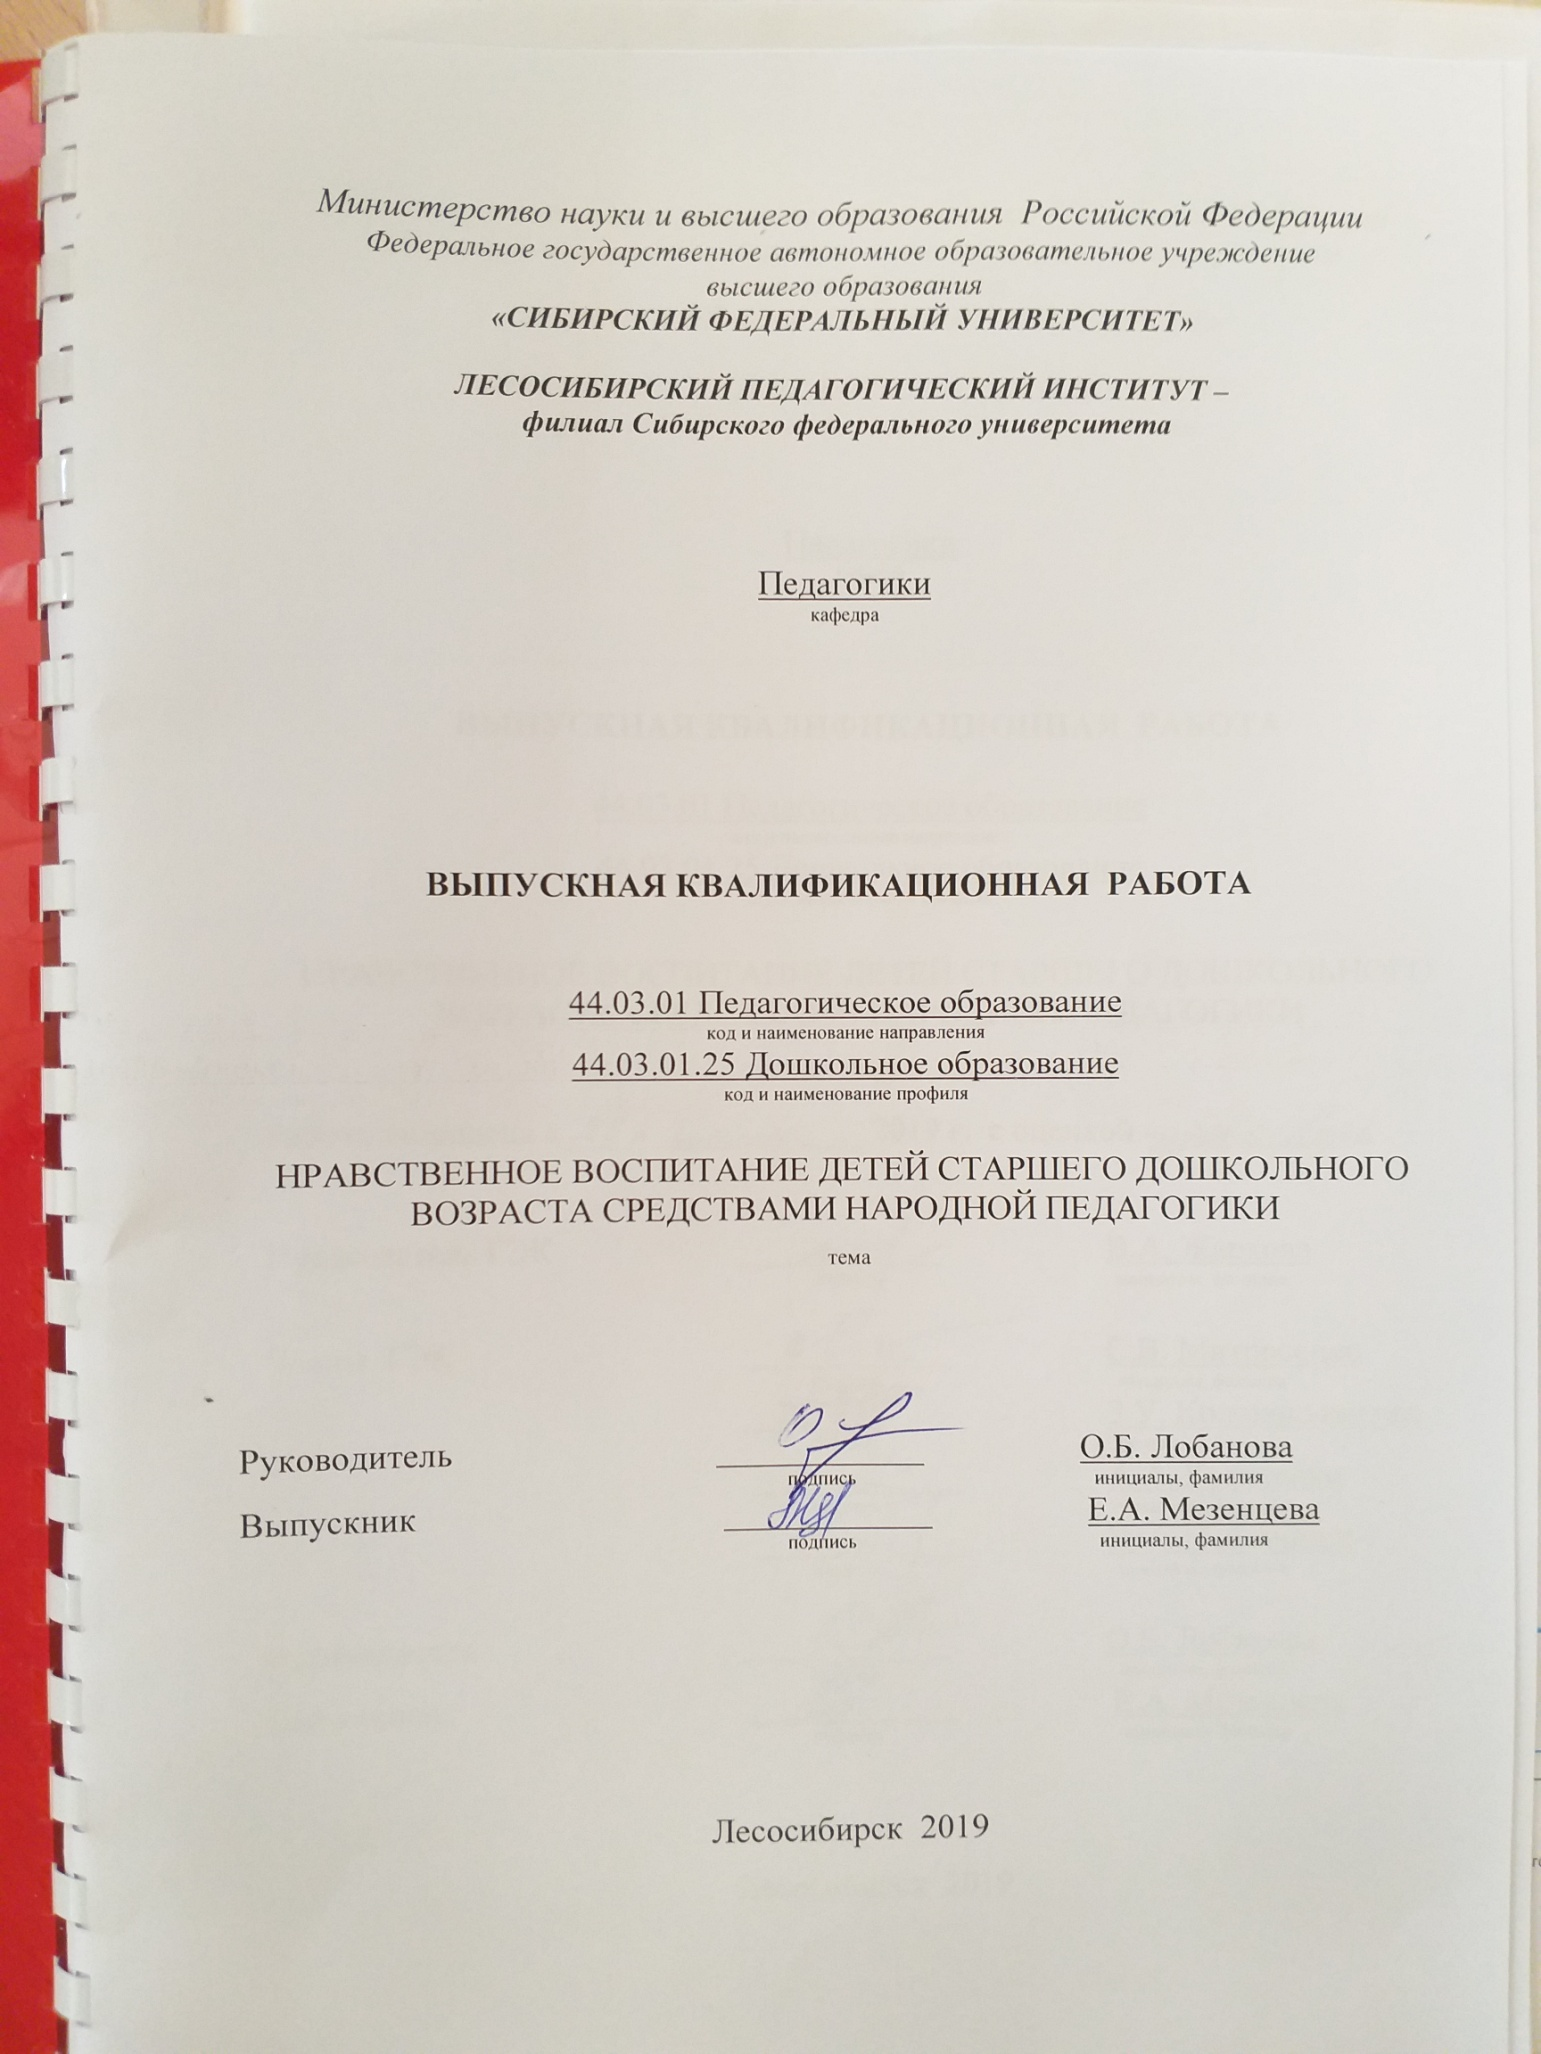 Министерство науки и высшего образования Российской Федерации
Федеральное государственное автономное образовательное учреждение
высшего образования
«СИБИРСКИЙ ФЕДЕРАЛЬНЫЙ УНИВЕРСИТЕТ»
ЛЕСОСИБИРСКИЙ ПЕДАГОГИЧЕСКИЙ ИНСТИТУТ –
филиал Сибирского федерального университета
Педагогики
кафедра
ВЫПУСКНАЯ КВАЛИФИКАЦИОННАЯ РАБОТА
44.03.01 Педагогическое образование
код и наименование направления
44.03.01.25 Дошкольное образование
код и наименование профиля
НРАВСТВЕННОЕ ВОСПИТАНИЕ ДЕТЕЙ СТАРШЕГО ДОШКОЛЬНОГО
ВОЗРАСТА СРЕДСТВАМИ НАРОДНОЙ ПЕДАГОГИКИ
тема
Руководитель О.Б. Лобанова
подпись инициалы, фамилия
Выпускник Е.А. Мезенцева
подпись инициалы, фамилия
Лесосибирск 2019